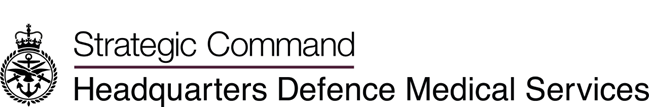 Strategic Command
Headquarters Defence Medical Services